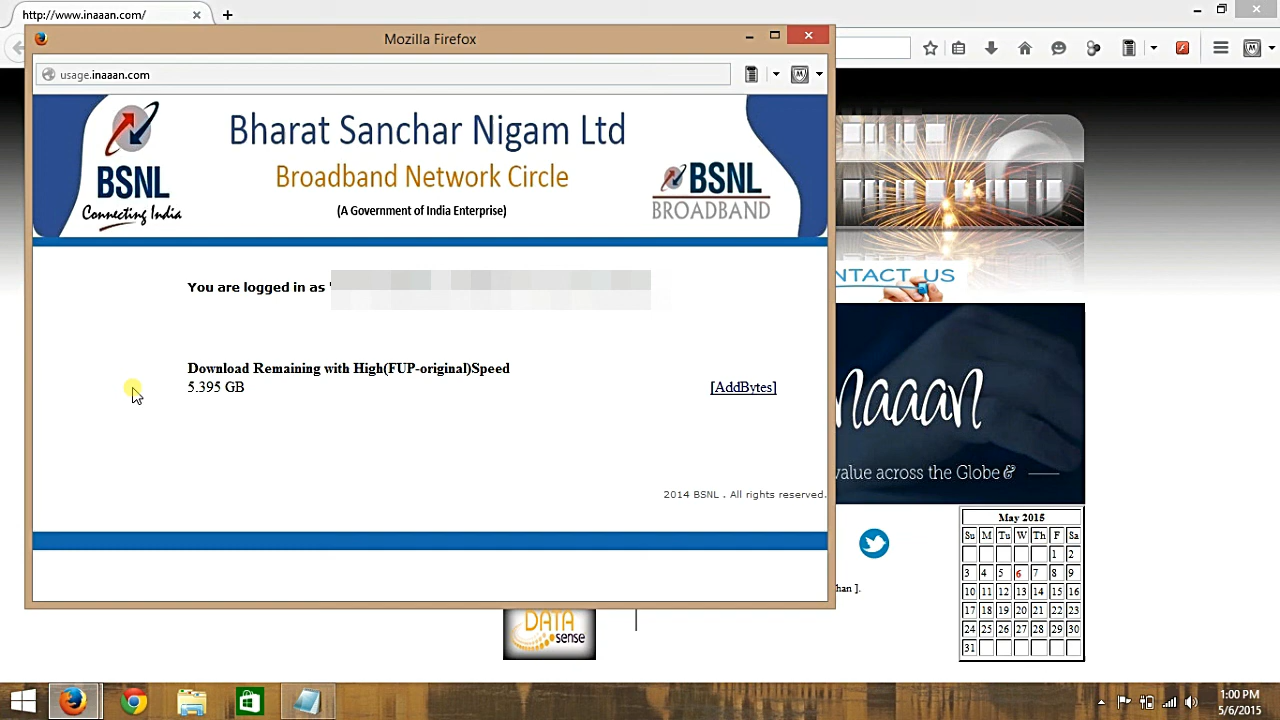 http://www.inaaan.com/
Mozilla Firefox
usage.inaaan.com
BSNL
Connecting India
Bharat Sanchar Nigam Ltd
Broadband Network Circle
(A Government of India Enterprise)
BSNL
BROADBAND
You are logged in as '
Download Remaining with High(FUP-original)Speed
5.395 GB
[AddBytes]
2014 BSNL . All rights reserved.
NTACT US
naaan
value across the Globe &
han ].
DATA
sense
May 2015
Su M Tu W Th F Sa
1 2
3 4 5 6 7 8 9
10 11 12 13 14 15 16
17 18 19 20 21 22 23
24 25 26 27 28 29 30
31
1:00 PM
5/6/2015